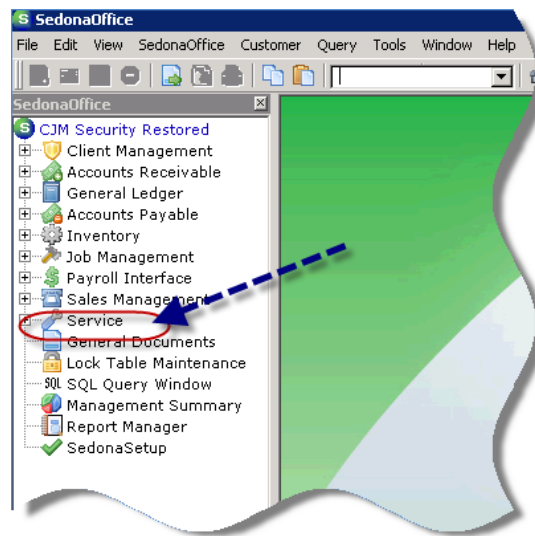 SedonaOffice
File Edit View SedonaOffice Customer Query Tools Window Help
SedonaOffice
CJM Security Restored
Client Management
Accounts Receivable
General Ledger
Accounts Payable
Inventory
Job Management
Payroll Interface
Sales Management
Service
General Documents
Lock Table Maintenance
SQL SQL Query Window
Management Summary
Report Manager
SedonaSetup